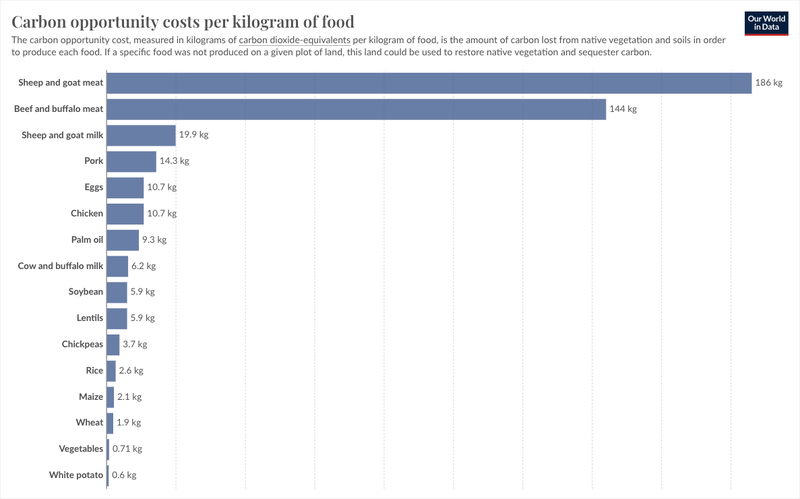 Carbon opportunity costs per kilogram of food
Our World
in Data
The carbon opportunity cost, measured in kilograms of carbon dioxide-equivalents per kilogram of food, is the amount of carbon lost from native vegetation and soils in order
to produce each food. If a specific food was not produced on a given plot of land, this land could be used to restore native vegetation and sequester carbon.
Sheep and goat meat 186 kg
Beef and buffalo meat 144 kg
Sheep and goat milk 19.9 kg
Pork 14.3 kg
Eggs 10.7 kg
Chicken 10.7 kg
Palm oil 9.3 kg
Cow and buffalo milk 6.2 kg
Soybean 5.9 kg
Lentils 5.9 kg
Chickpeas 3.7 kg
Rice 2.6 kg
Maize 2.1 kg
Wheat 1.9 kg
Vegetables 0.71 kg
White potato 0.6 kg